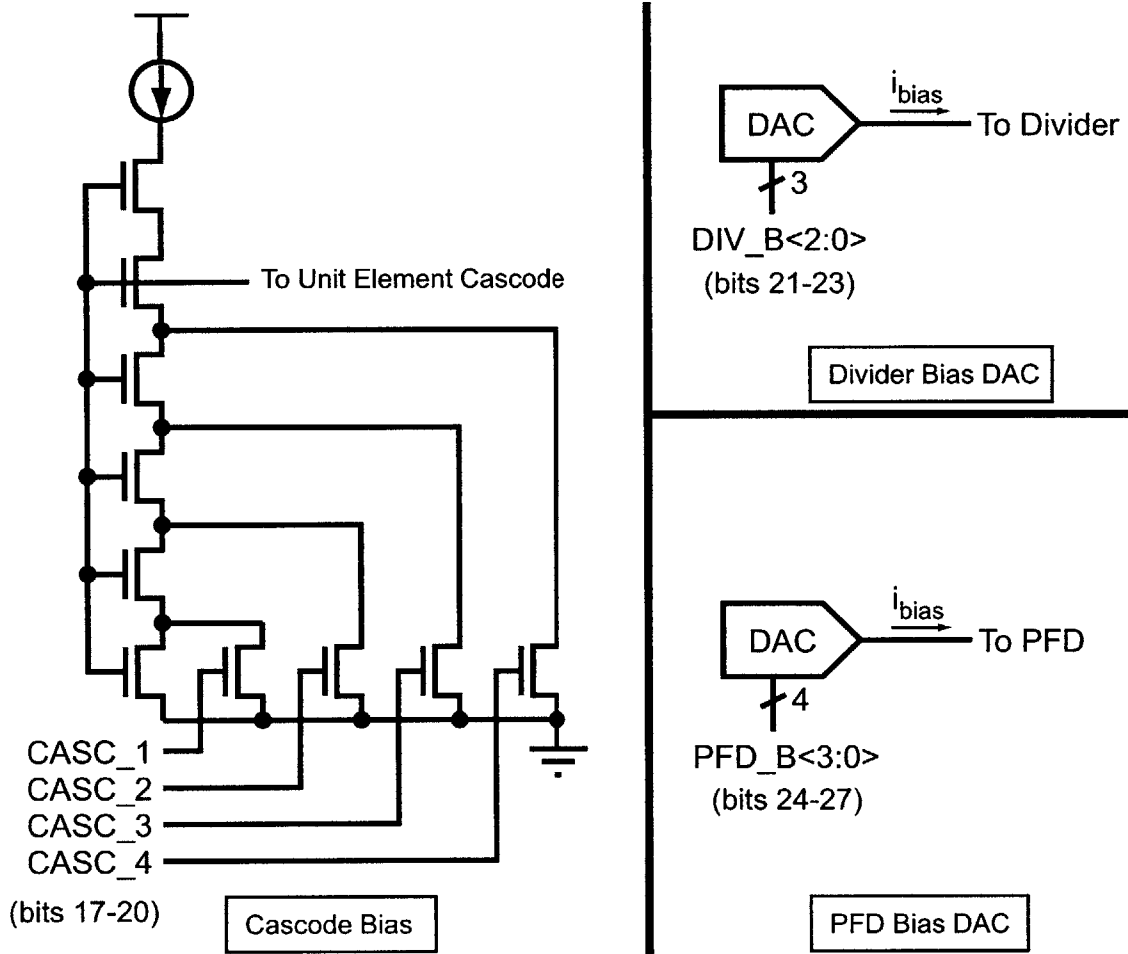 To Unit Element Cascode
CASC_1
CASC_2
CASC_3
CASC_4
(bits 17-20)
Cascode Bias
DAC
ibias
To Divider
3
DIV_B<2:0>
(bits 21-23)
Divider Bias DAC
DAC
ibias
To PFD
4
PFD_B<3:0>
(bits 24-27)
PFD Bias DAC